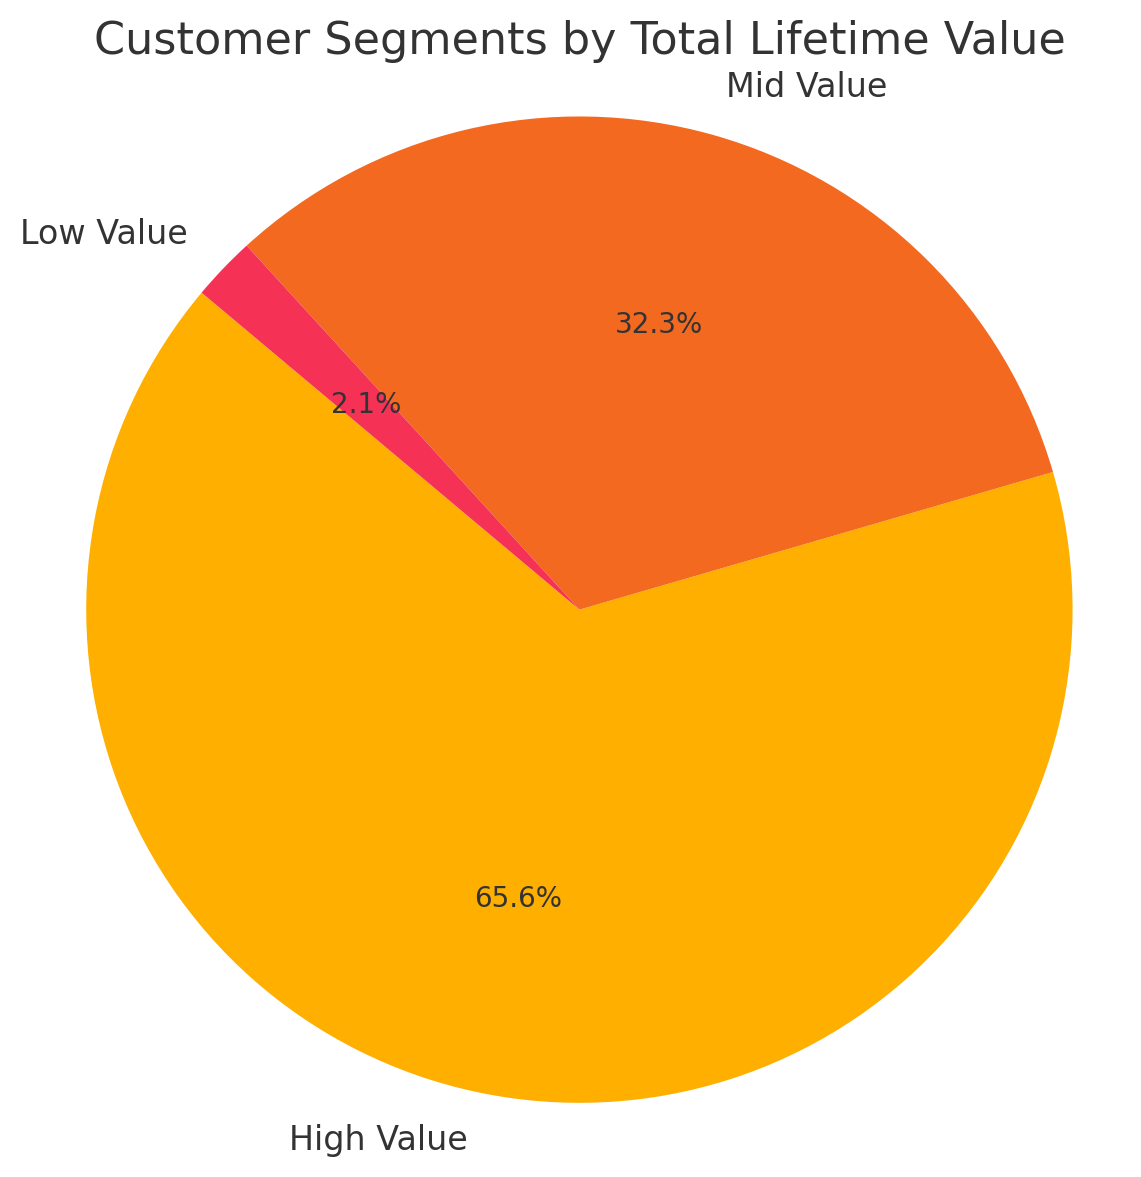 Customer Segments by Total Lifetime Value
Mid Value
Low Value
32.3%
2.1%
65.6%
High Value